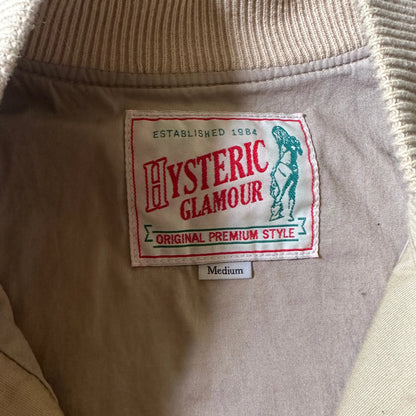 ESTABLISHED 1984
HYSTERIC
GLAMOUR
ORIGINAL PREMIUM STYLE
Medium